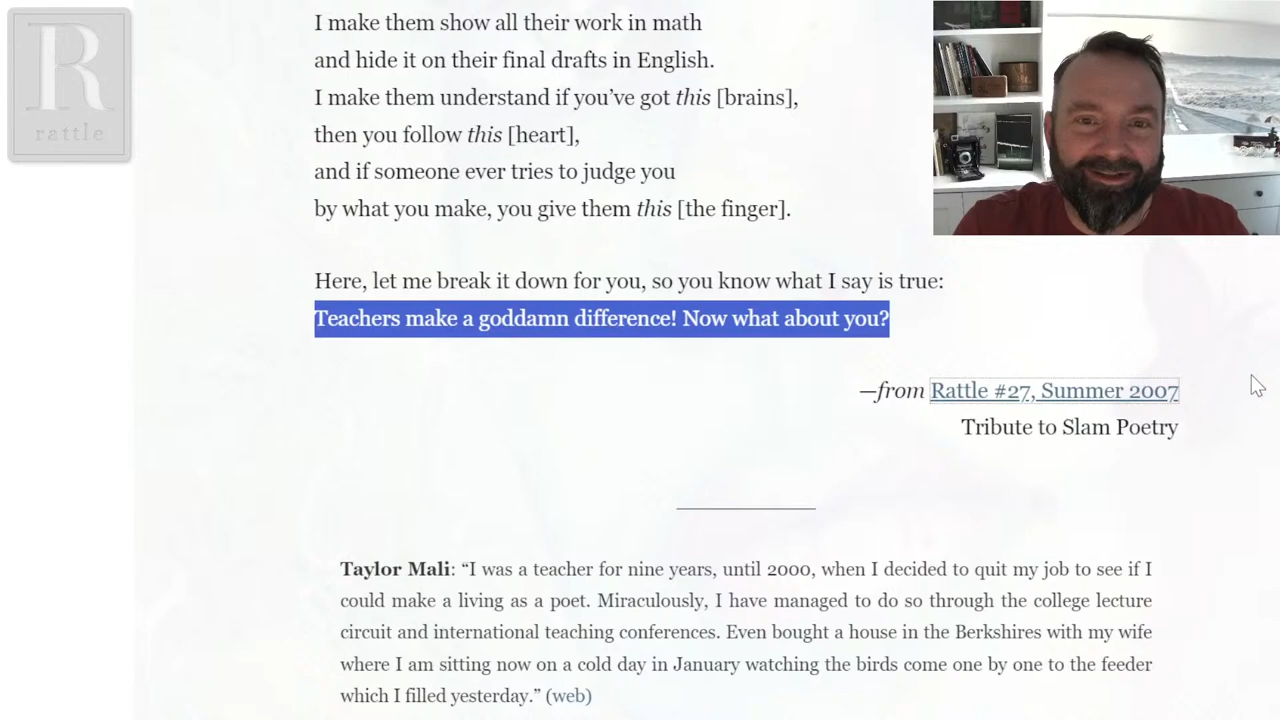 R
rattle
I make them show all their work in math
and hide it on their final drafts in English.
I make them understand if you’ve got this [brains],
then you follow this [heart],
and if someone ever tries to judge you
by what you make, you give them this [the finger].
Here, let me break it down for you, so you know what I say is true:
Teachers make a goddamn difference! Now what about you?
—from Rattle #27, Summer 2007
Tribute to Slam Poetry
Taylor Mali: “I was a teacher for nine years, until 2000, when I decided to quit my job to see if I
could make a living as a poet. Miraculously, I have managed to do so through the college lecture
circuit and international teaching conferences. Even bought a house in the Berkshires with my wife
where I am sitting now on a cold day in January watching the birds come one by one to the feeder
which I filled yesterday.” (web)